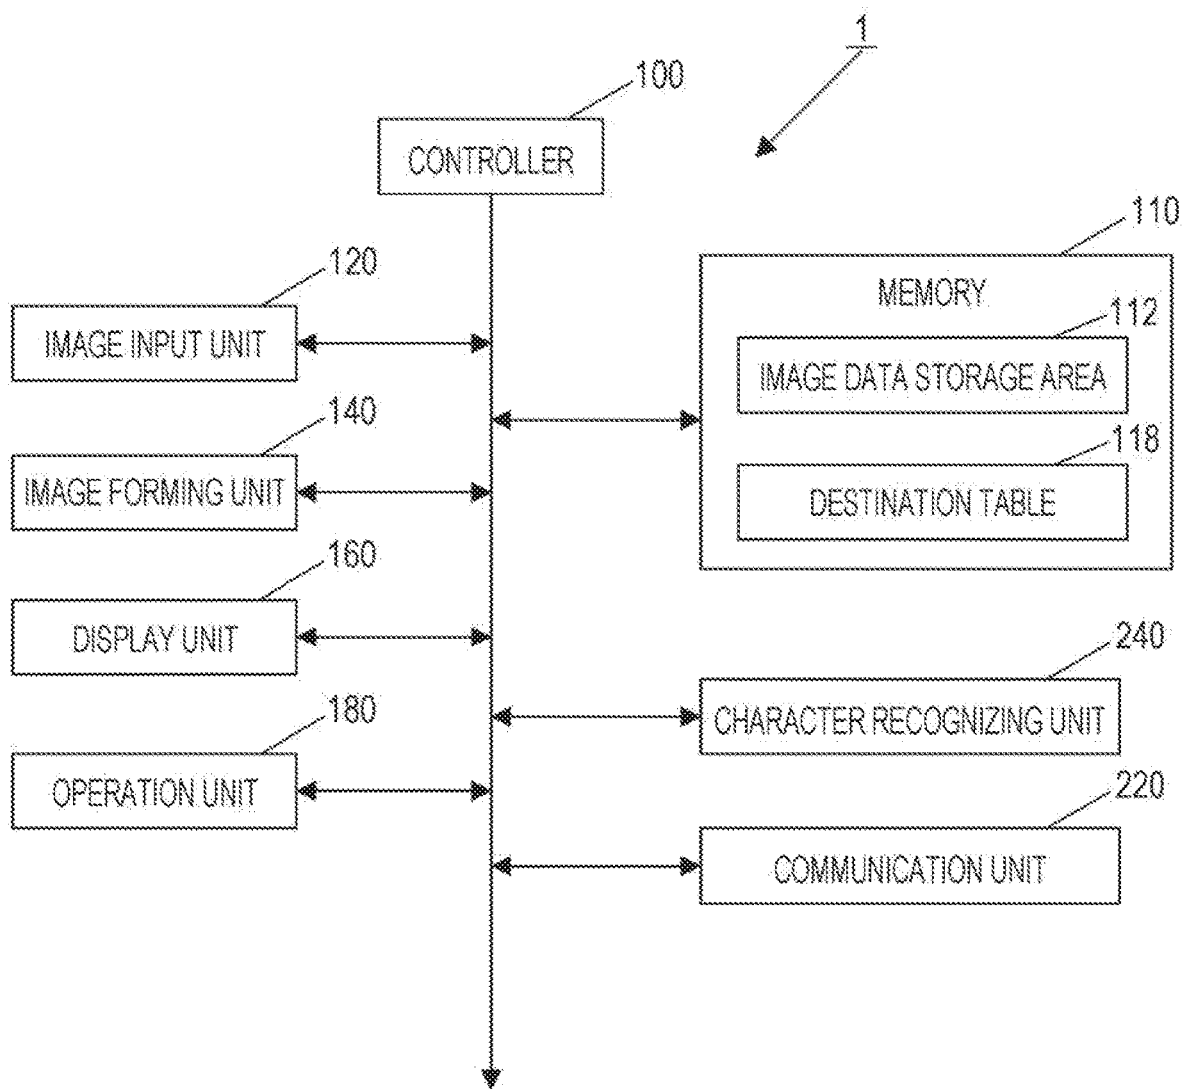 1
100
CONTROLLER
110
MEMORY
112
IMAGE DATA STORAGE AREA
118
DESTINATION TABLE
120
IMAGE INPUT UNIT
140
IMAGE FORMING UNIT
160
DISPLAY UNIT
180
OPERATION UNIT
240
CHARACTER RECOGNIZING UNIT
220
COMMUNICATION UNIT